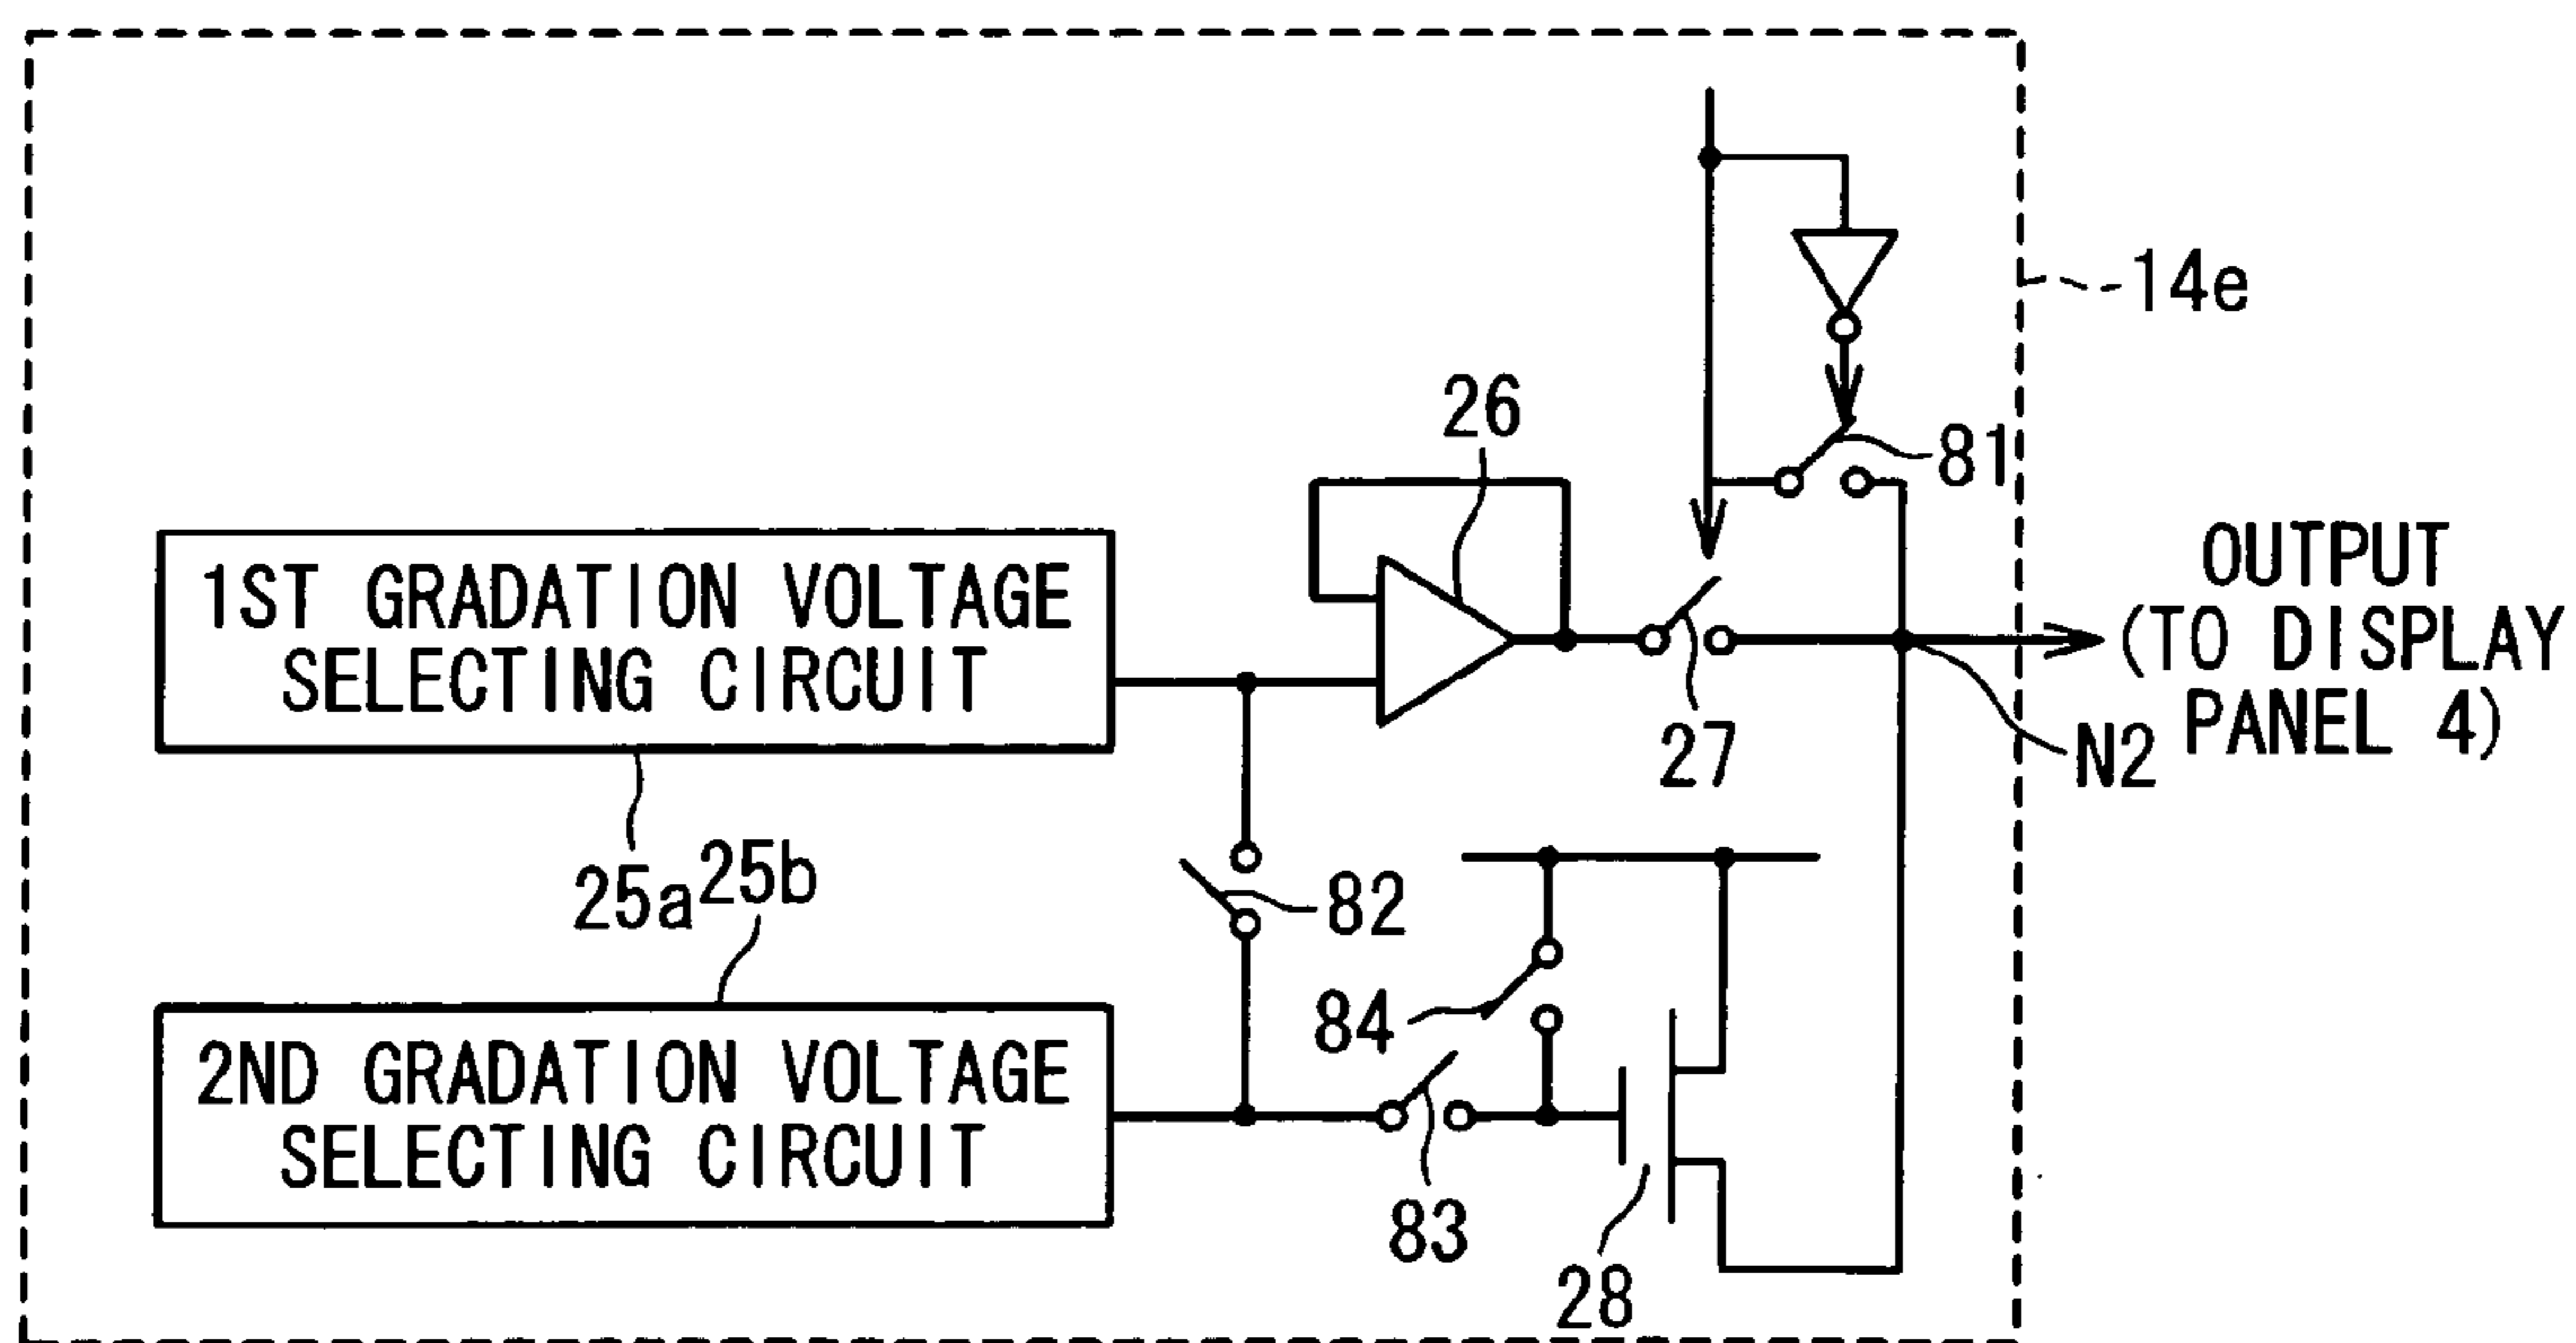 14e
26
81
OUTPUT
(TO DISPLAY
PANEL 4)
1ST GRADATION VOLTAGE
SELECTING CIRCUIT
27
N2
25a
25b
82
84
2ND GRADATION VOLTAGE
SELECTING CIRCUIT
83
28